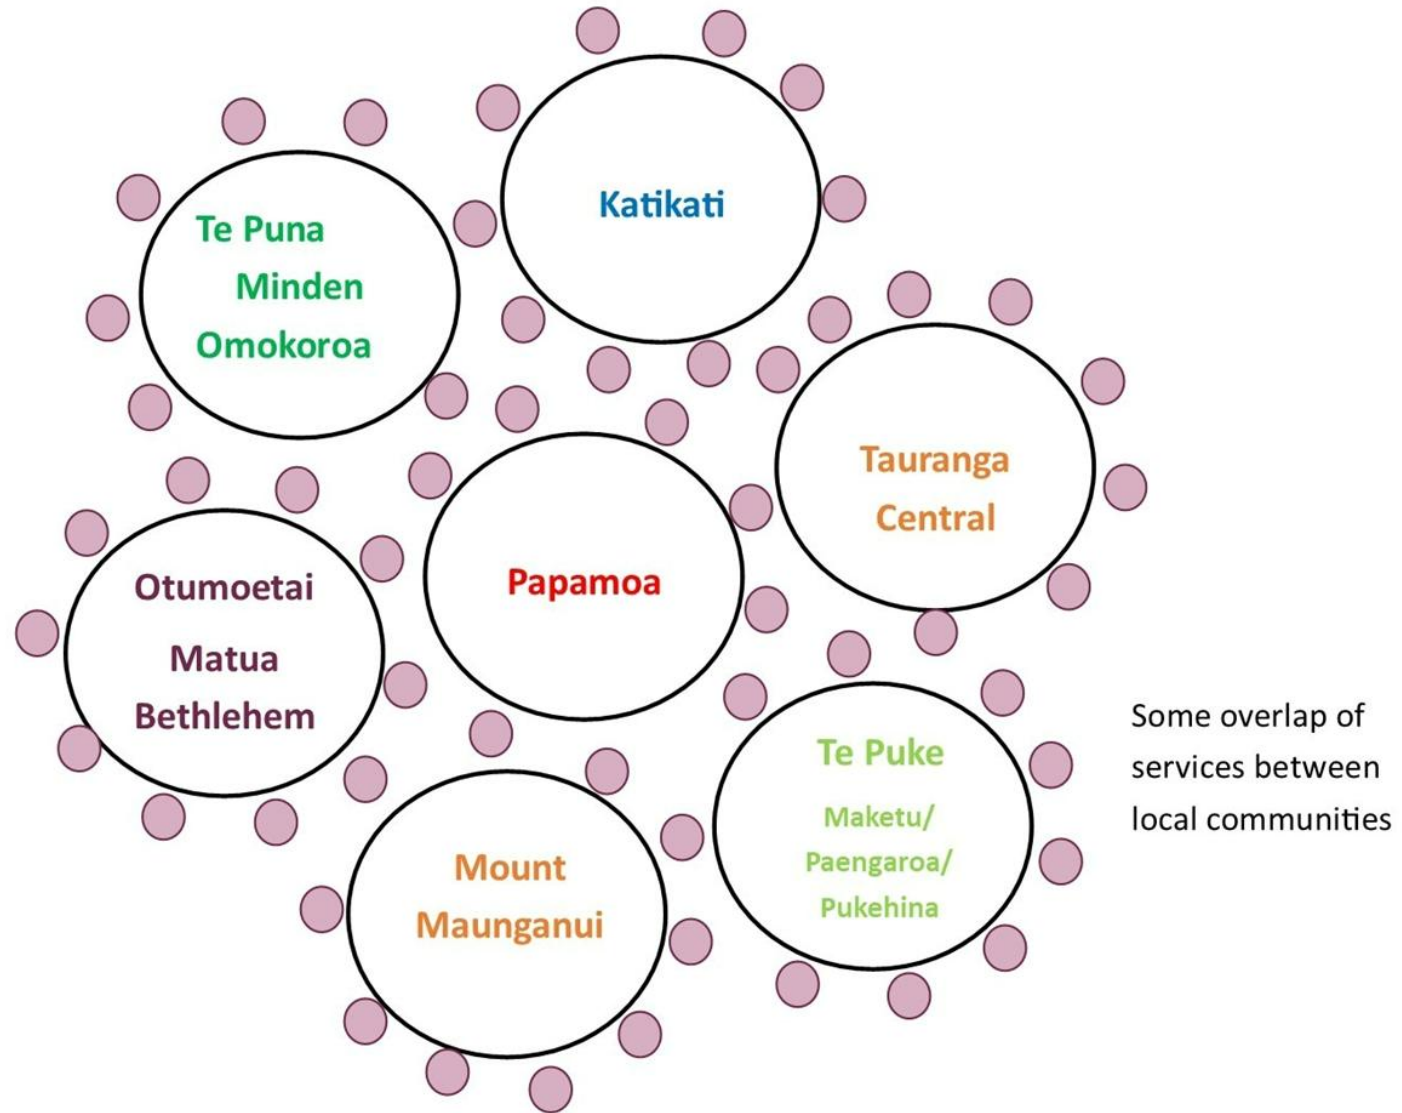 Katikati
Te Puna
Minden
Omokoroa
Tauranga
Central
Papamoa
Otumoetai
Matua
Bethlehem
Te Puke
Maketu/
Paengaroa/
Pukehina
Mount
Maunganui
Some overlap of
services between
local communities